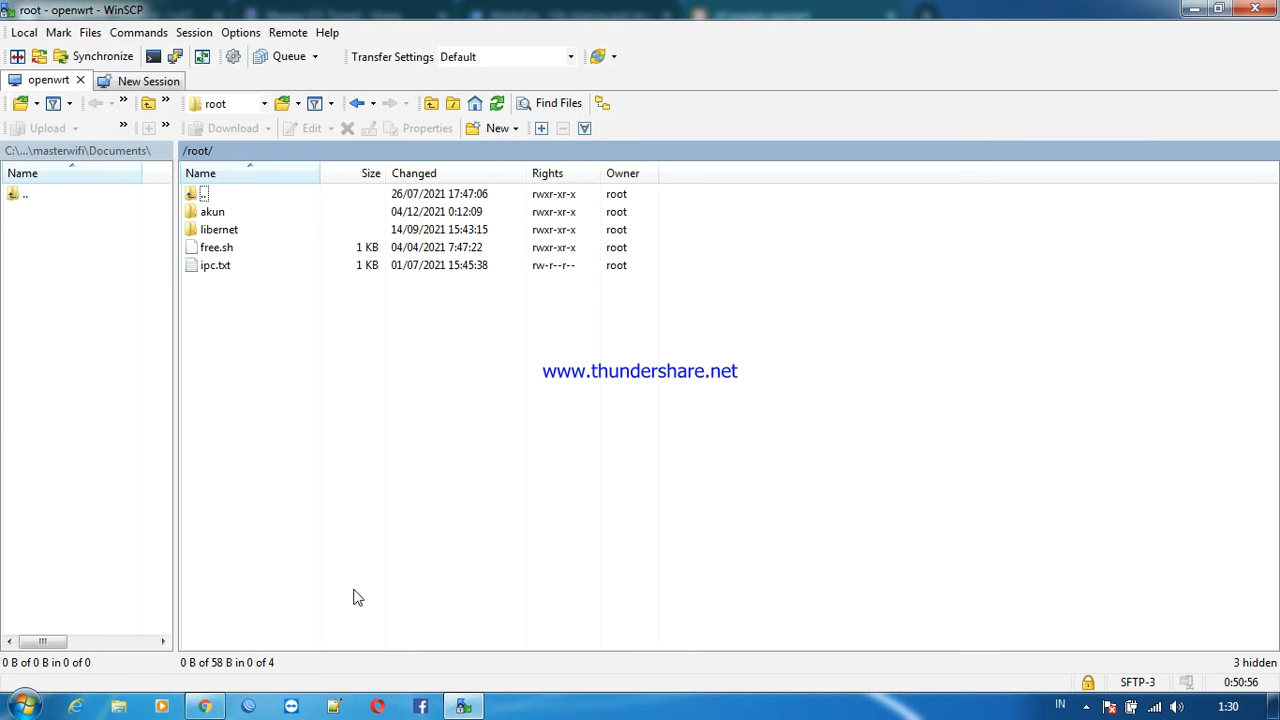 root - openwrt - WinSCP
Local Mark Files Commands Session Options Remote Help
Synchronize Queue Transfer Settings Default
openwrt New Session
root Find Files
Upload Download Edit Properties New
C:\...\masterwifi\Documents\ /root/
Name Name Size Changed Rights Owner
.. .. 26/07/2021 17:47:06 rwxr-xr-x root
akun 04/12/2021 0:12:09 rwxr-xr-x root
libernet 14/09/2021 15:43:15 rwxr-xr-x root
free.sh 1 KB 04/04/2021 7:47:22 rwxr-xr-x root
ipc.txt 1 KB 01/07/2021 15:45:38 rw-r--r-- root
www.thundershare.net
0 B of 0 B in 0 of 0 0 B of 58 B in 0 of 4 3 hidden
SFTP-3 0:50:56
IN 1:30